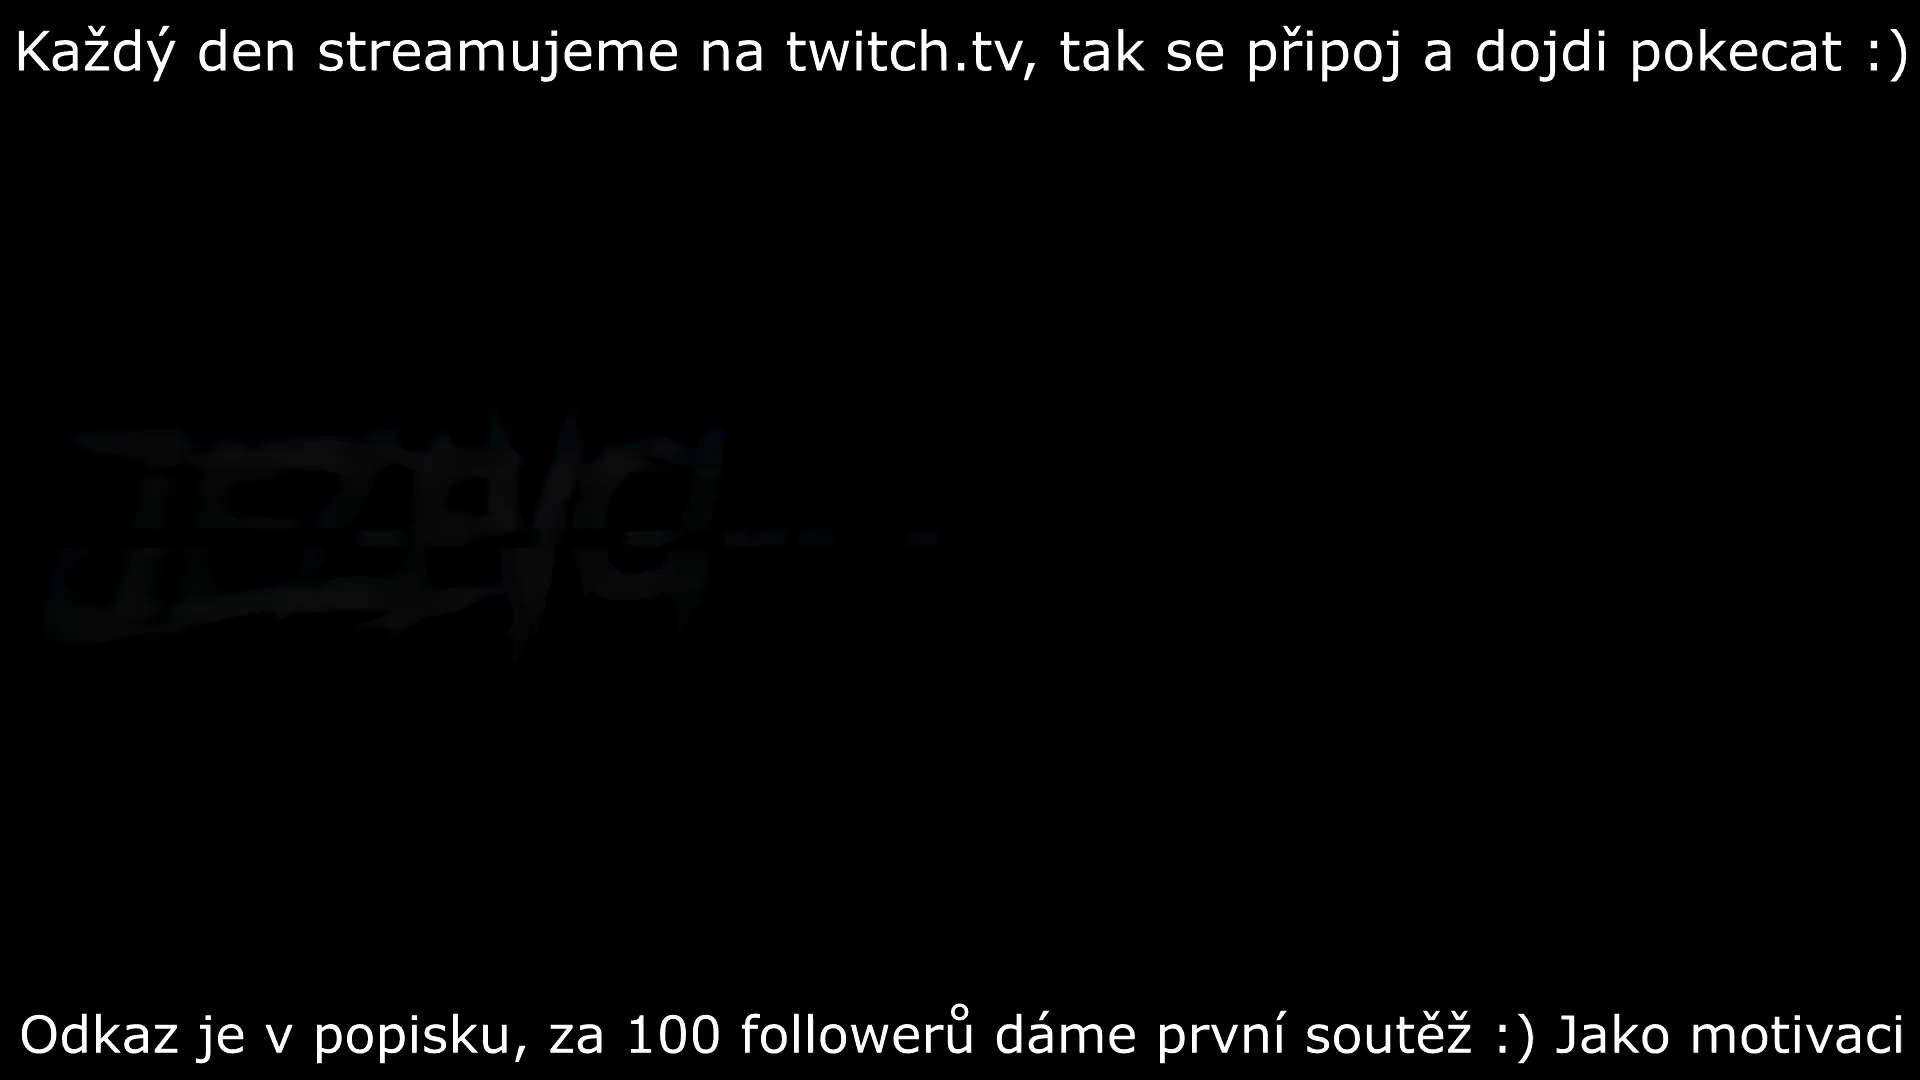 Každý den streamujeme na twitch.tv, tak se připoj a dojdi pokecat :)
JEZEVCI
Odkaz je v popisku, za 100 followerů dáme první soutěž :) Jako motivaci